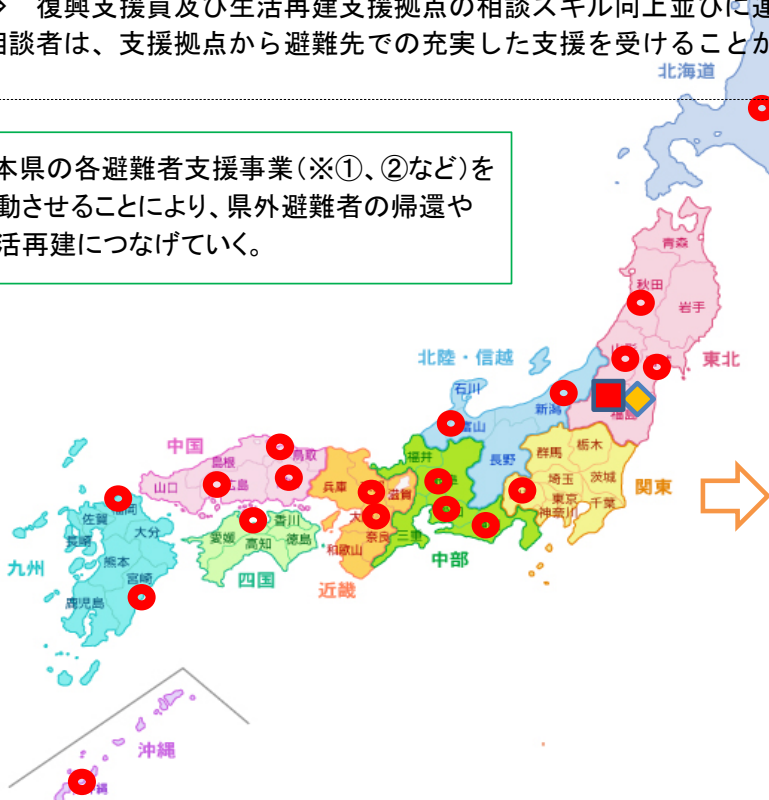 復興支援員及び生活再建支援拠点の相談スキル向上並びに連
相談者は、支援拠点から避難先での充実した支援を受けることが
本県の各避難者支援事業(※①、②など)を
動させることにより、県外避難者の帰還や
活再建につなげていく。
北海道
青森
秋田
岩手
東北
北陸・信越
石川
新潟
富山
福島
中国
鳥取
島根
福井
長野
群馬
栃木
山口
広島
兵庫
滋賀
埼玉
茨城
関東
東京
千葉
神奈川
佐賀
福岡
大分
香川
長崎
愛媛
高知
徳島
奈良
三重
和歌山
中部
熊本
九州
宮崎
四国
近畿
鹿児島
沖縄